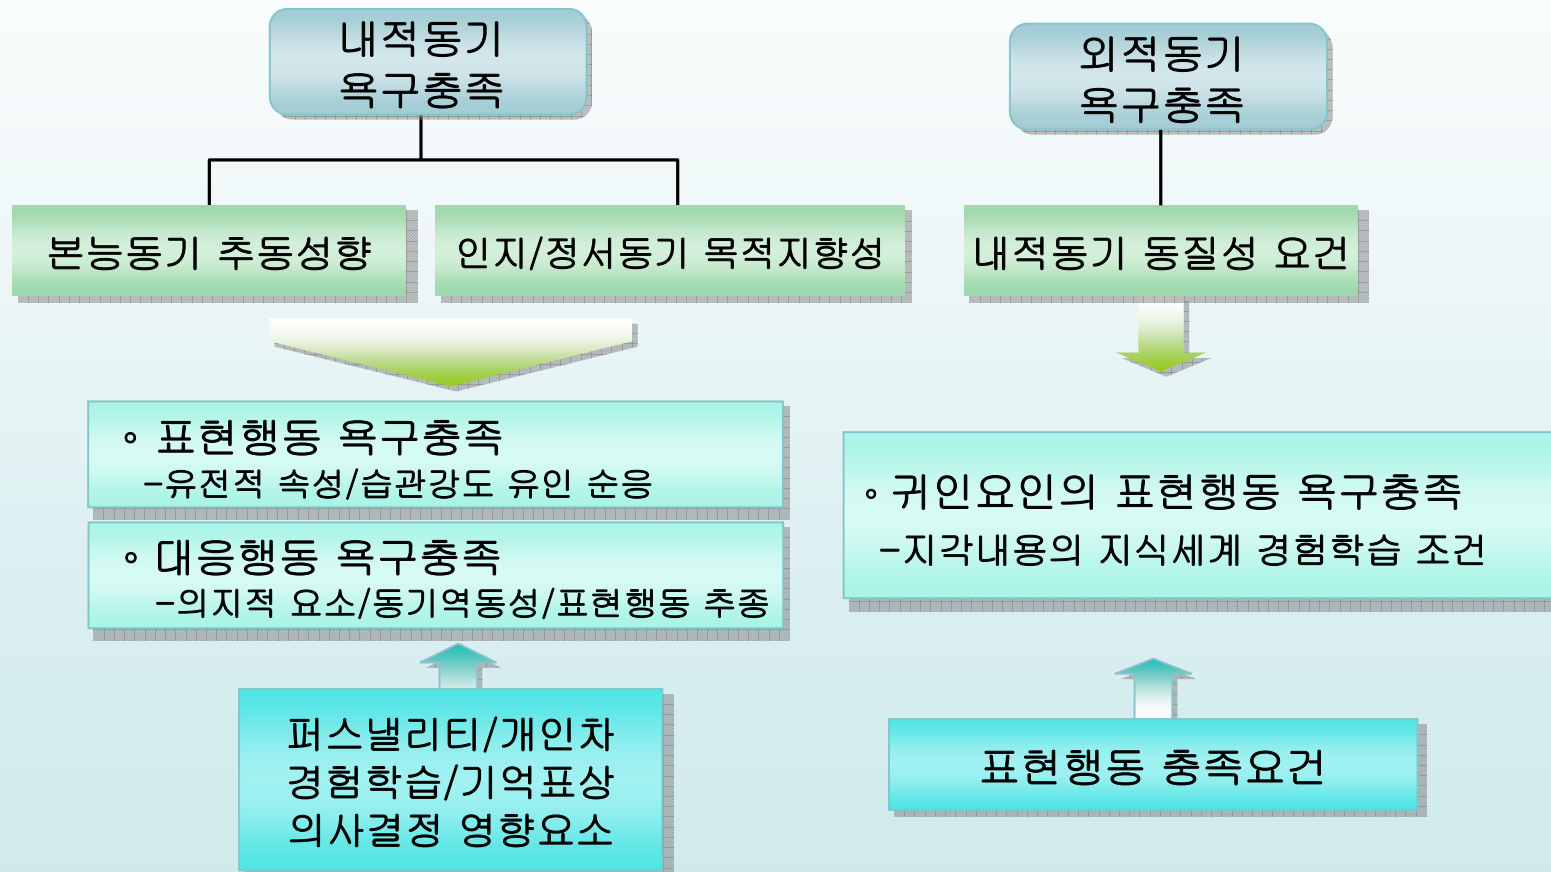 내적동기
욕구충족
본능동기 추동성향
인지/정서동기 목적지향성
◦ 표현행동 욕구충족
–유전적 속성/습관강도 유인 순응
◦ 대응행동 욕구충족
–의지적 요소/동기역동성/표현행동 추종
퍼스낼리티/개인차
경험학습/기억표상
의사결정 영향요소
외적동기
욕구충족
내적동기 동질성 요건
◦ 귀인요인의 표현행동 욕구충족
–지각내용의 지식세계 경험학습 조건
표현행동 충족요건